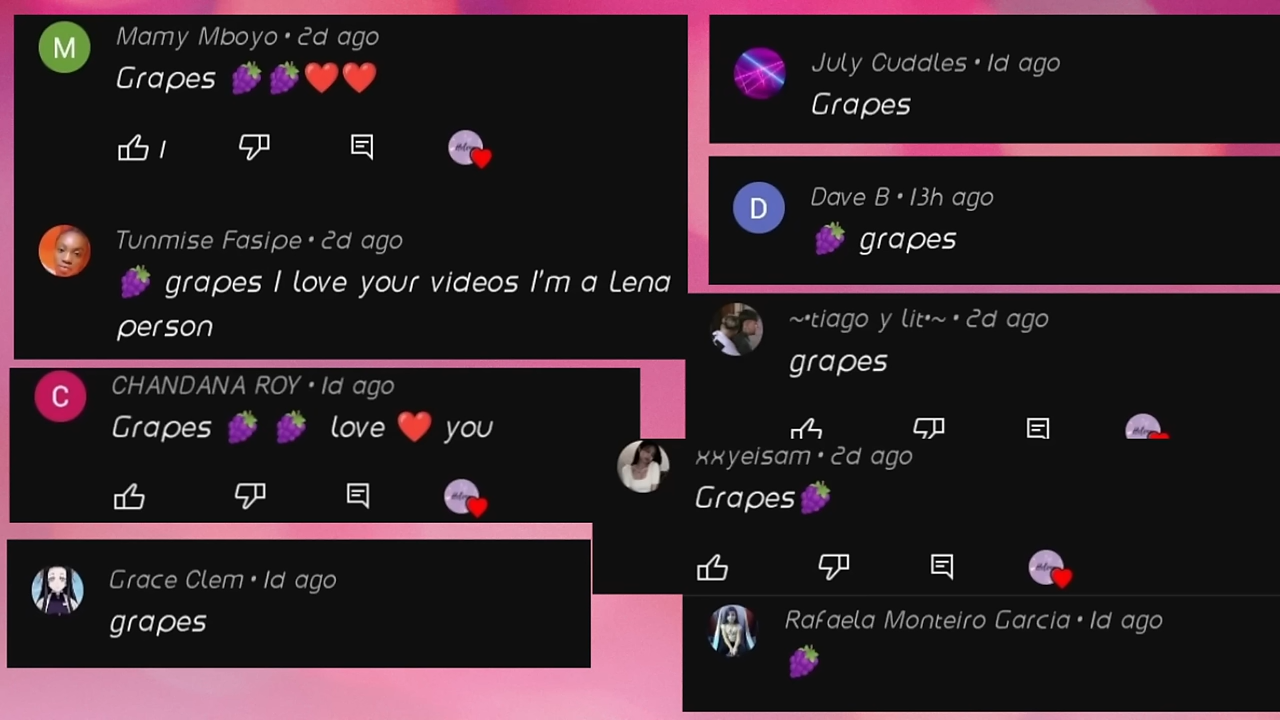 M
Mamy Mboyo • 2d ago
Grapes 🍇🍇❤️❤️
1
Tunmise Fasipe • 2d ago
🍇 grapes I love your videos I'm a Lena
person
C
CHANDANA ROY • 1d ago
Grapes 🍇 🍇 love ❤️ you
Grace Clem • 1d ago
grapes
July Cuddles • 1d ago
Grapes
D
Dave B • 13h ago
🍇 grapes
~•tiago y lit•~ • 2d ago
grapes
xxyeisam • 2d ago
Grapes🍇
Rafaela Monteiro Garcia • 1d ago
🍇